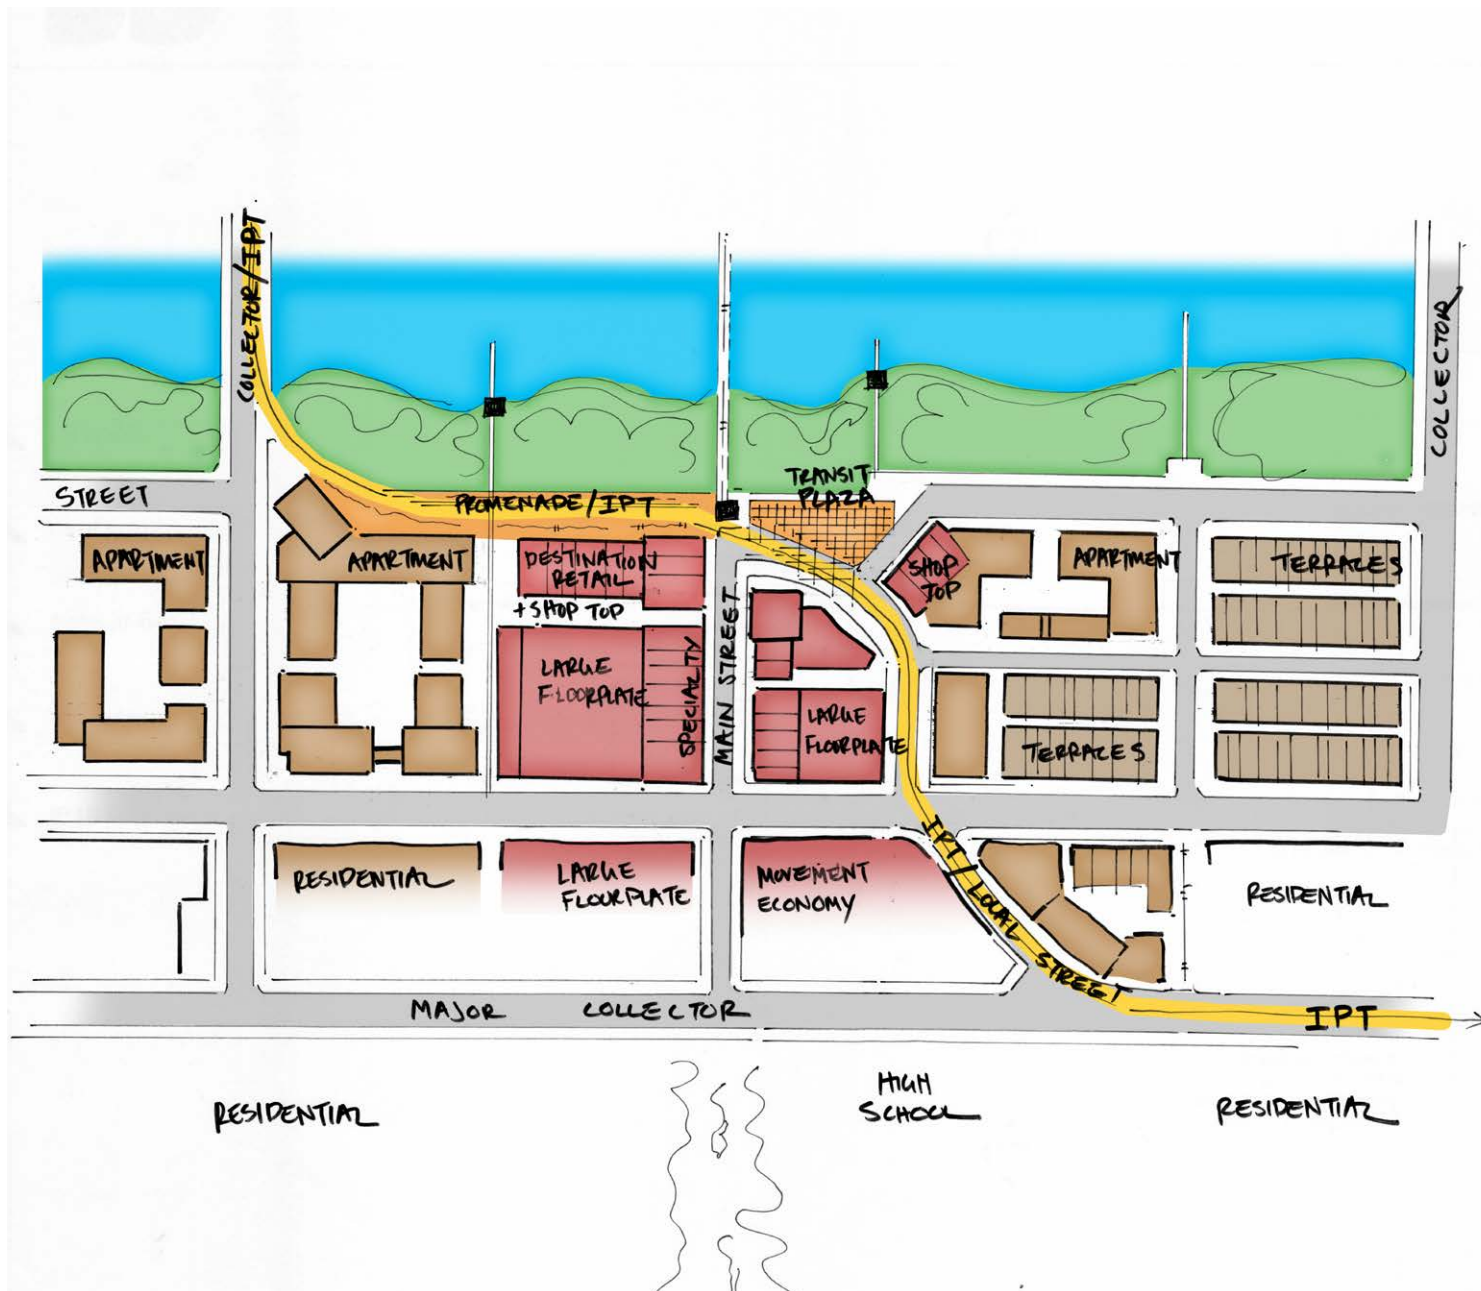 COLLECTOR/IPT
COLLECTOR
STREET
PROMENADE/IPT
TRANSIT
PLAZA
APARTMENT
APARTMENT
DESTINATION
RETAIL
+ SHOP TOP
SHOP
TOP
APARTMENT
TERRACES
LARGE
FLOORPLATE
SPECIALTY
MAIN STREET
LARGE
FLOORPLATE
TERRACES
RESIDENTIAL
LARGE
FLOORPLATE
MOVEMENT
ECONOMY
IPT/LOCAL STREET
RESIDENTIAL
MAJOR COLLECTOR
IPT
RESIDENTIAL
HIGH
SCHOOL
RESIDENTIAL